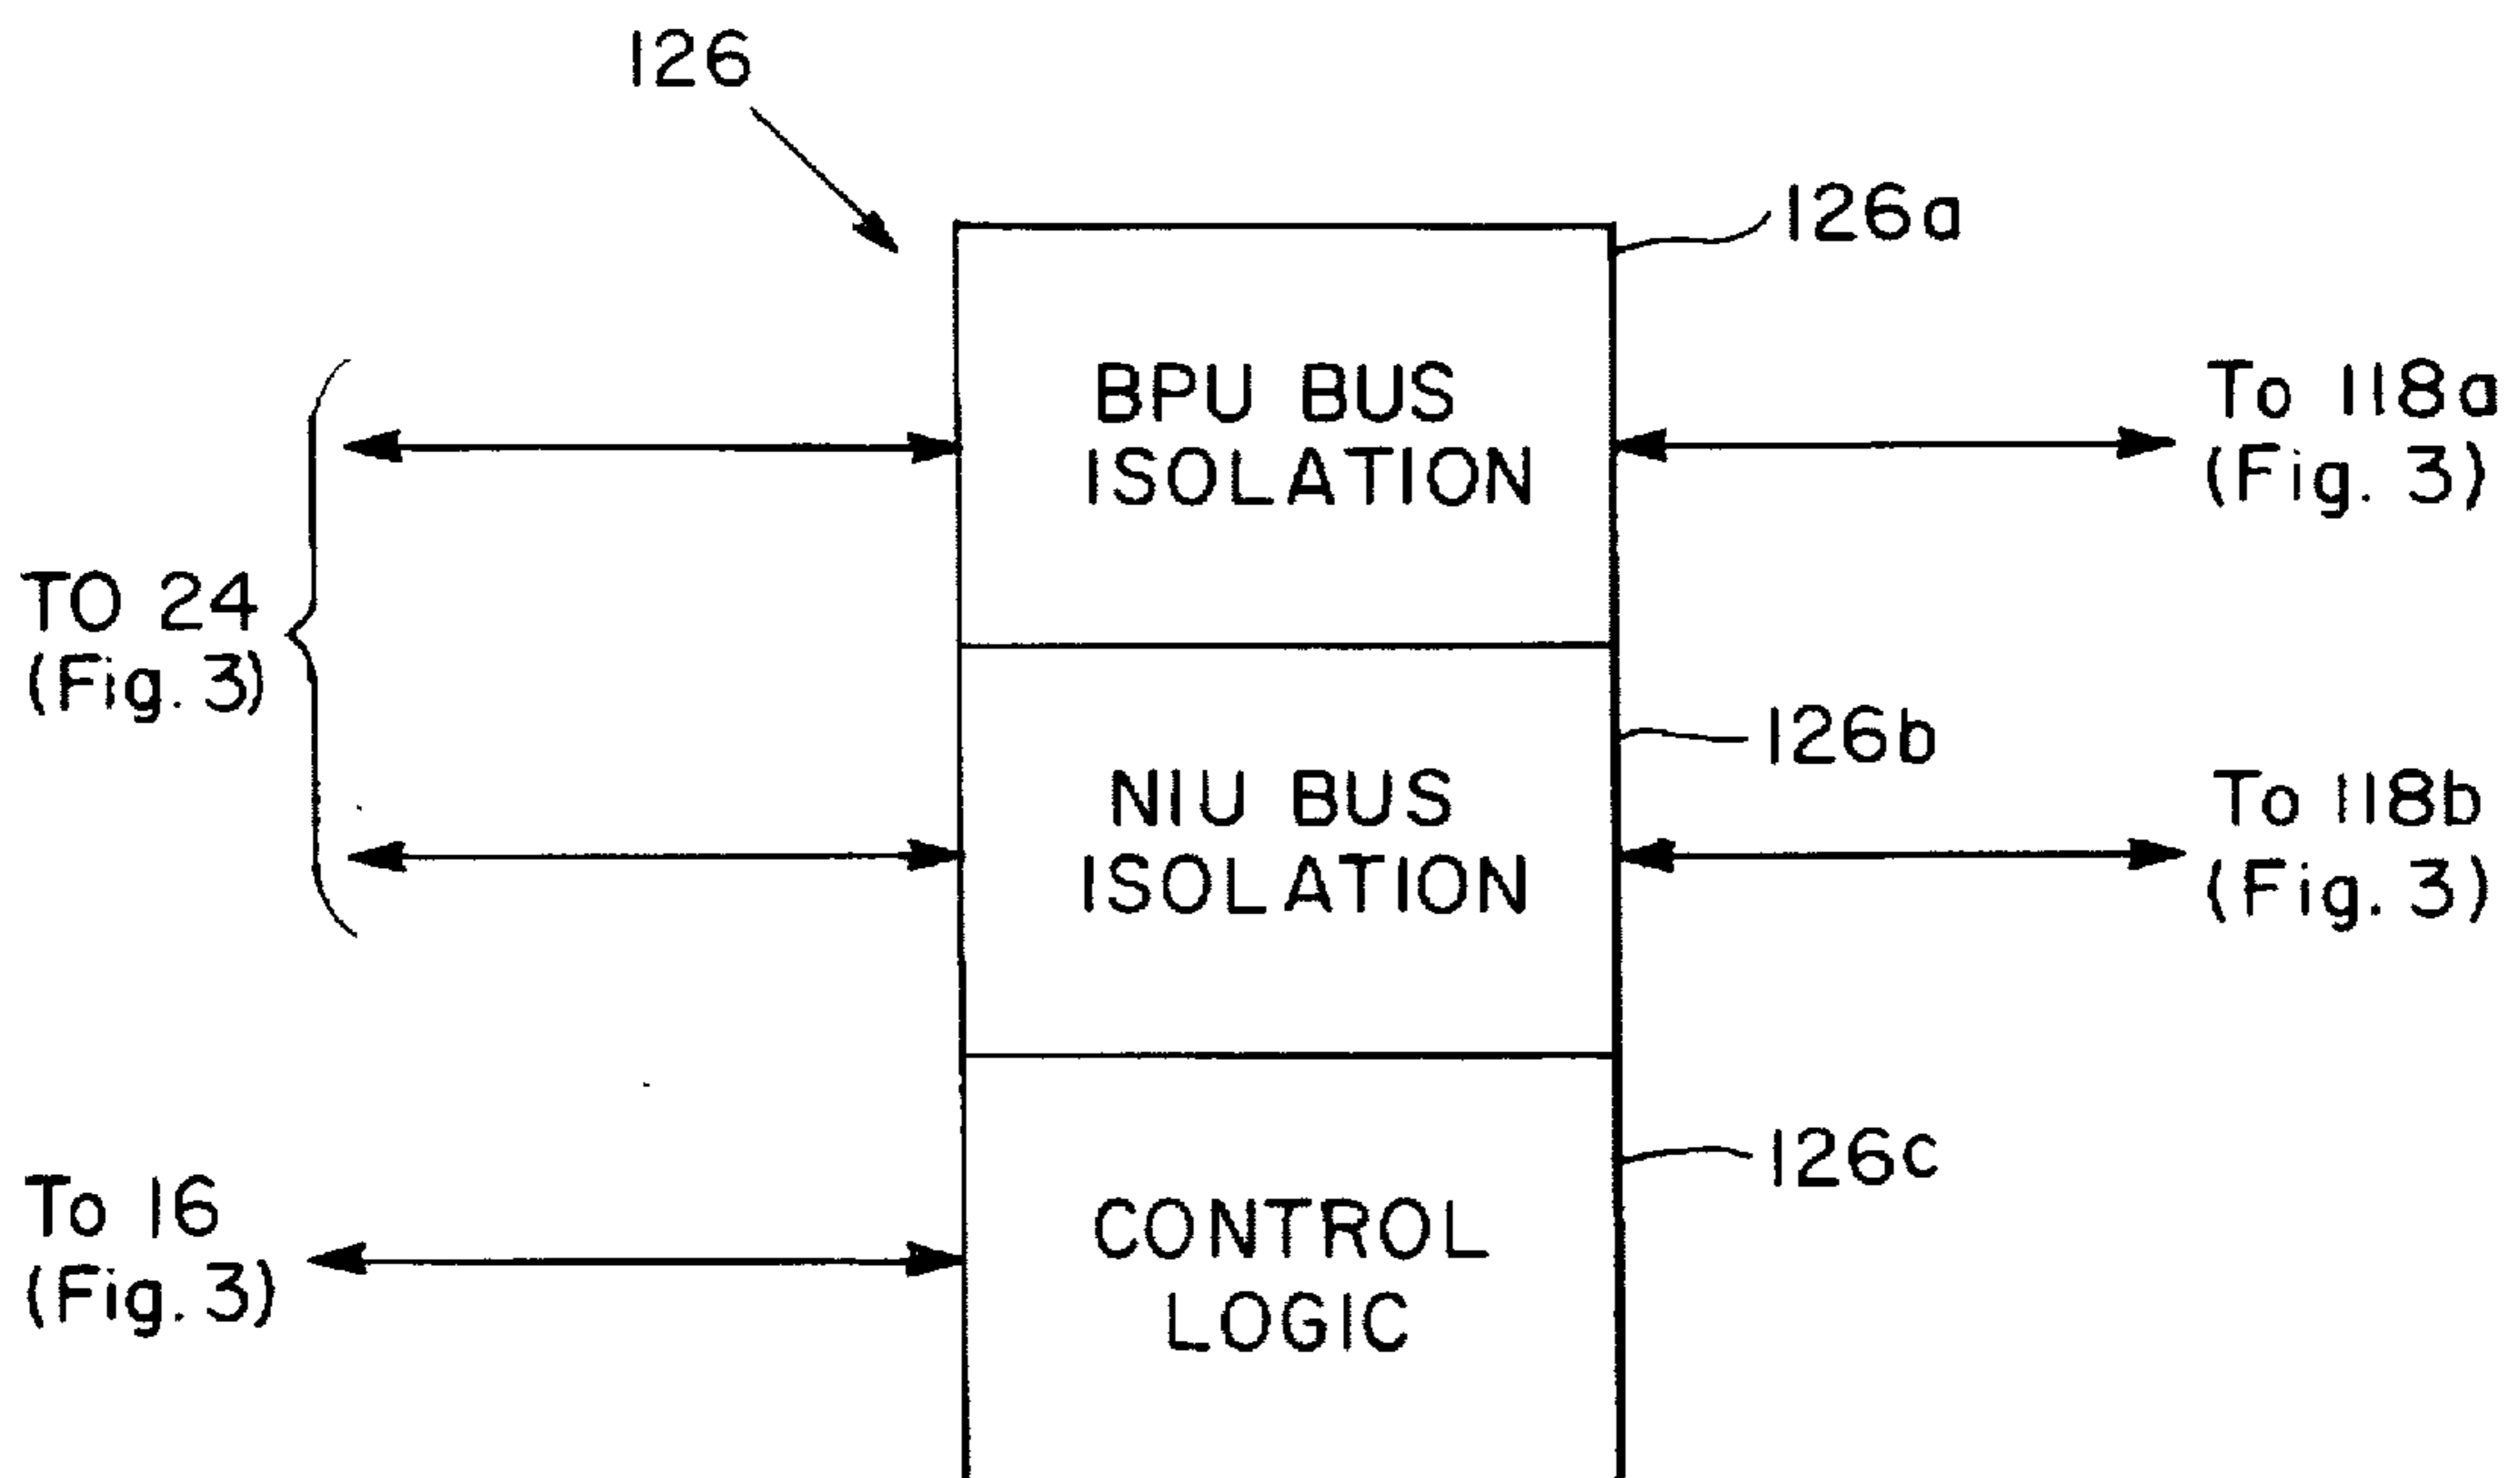 126
126a
BPU BUS
ISOLATION
To 118a
(Fig. 3)
TO 24
(Fig. 3)
126b
NIU BUS
ISOLATION
To 118b
(Fig. 3)
126c
To 16
(Fig. 3)
CONTROL
LOGIC